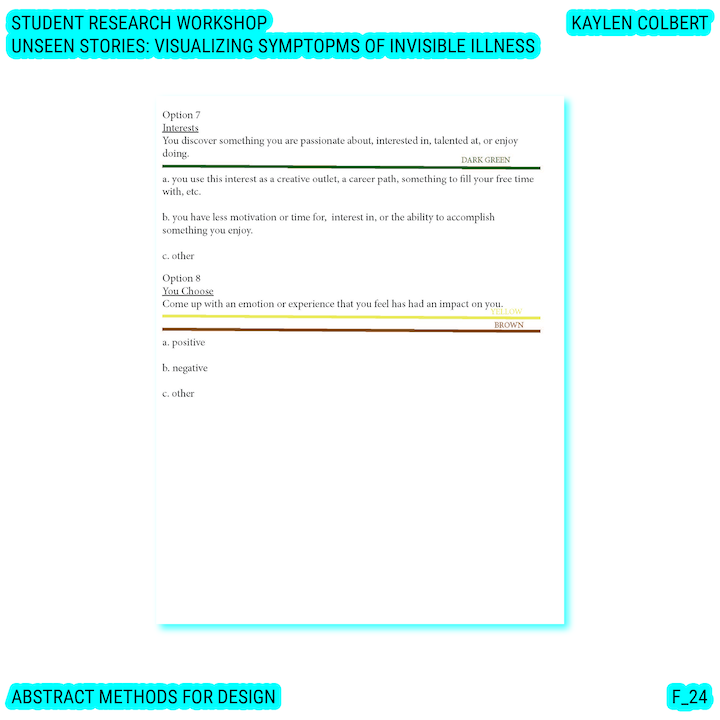 STUDENT RESEARCH WORKSHOP
KAYLEN COLBERT
UNSEEN STORIES: VISUALIZING SYMPTOPMS OF INVISIBLE ILLNESS
Option 7
Interests
You discover something you are passionate about, interested in, talented at, or enjoy
doing.
DARK GREEN
a. you use this interest as a creative outlet, a career path, something to fill your free time
with, etc.
b. you have less motivation or time for, interest in, or the ability to accomplish
something you enjoy.
c. other
Option 8
You Choose
Come up with an emotion or experience that you feel has had an impact on you.
YELLOW
BROWN
a. positive
b. negative
c. other
ABSTRACT METHODS FOR DESIGN
F_24